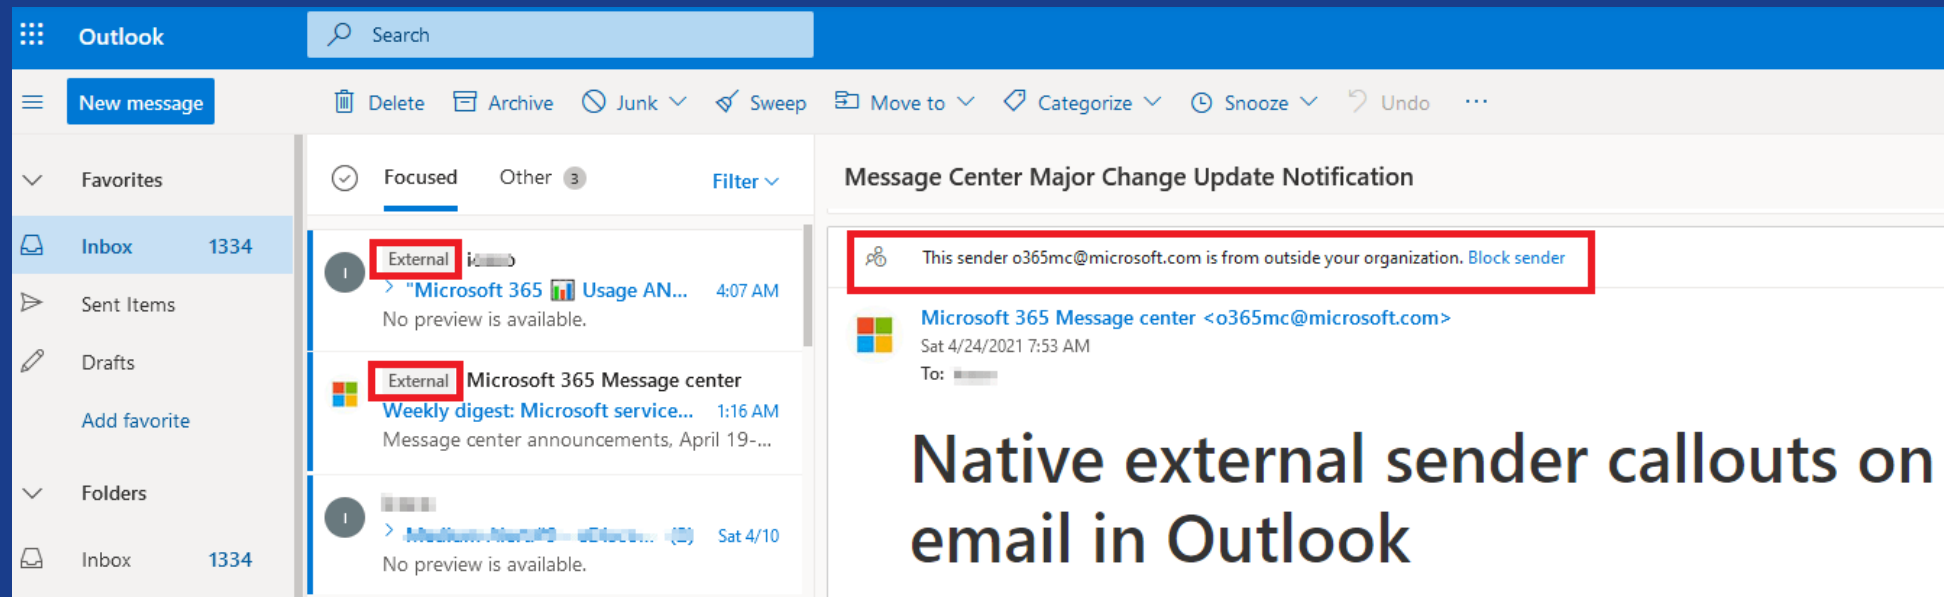 Outlook
Search
New message
Delete Archive Junk Sweep Move to Categorize Snooze Undo ...
Favorites
Inbox 1334
Sent Items
Drafts
Add favorite
Folders
Inbox 1334
Focused Other 3 Filter
I External
"Microsoft 365 📊 Usage AN... 4:07 AM
No preview is available.
External Microsoft 365 Message center
Weekly digest: Microsoft service... 1:16 AM
Message center announcements, April 19-...
I
Sat 4/10
No preview is available.
Message Center Major Change Update Notification
This sender o365mc@microsoft.com is from outside your organization. Block sender
Microsoft 365 Message center <o365mc@microsoft.com>
Sat 4/24/2021 7:53 AM
To:
Native external sender callouts on
email in Outlook